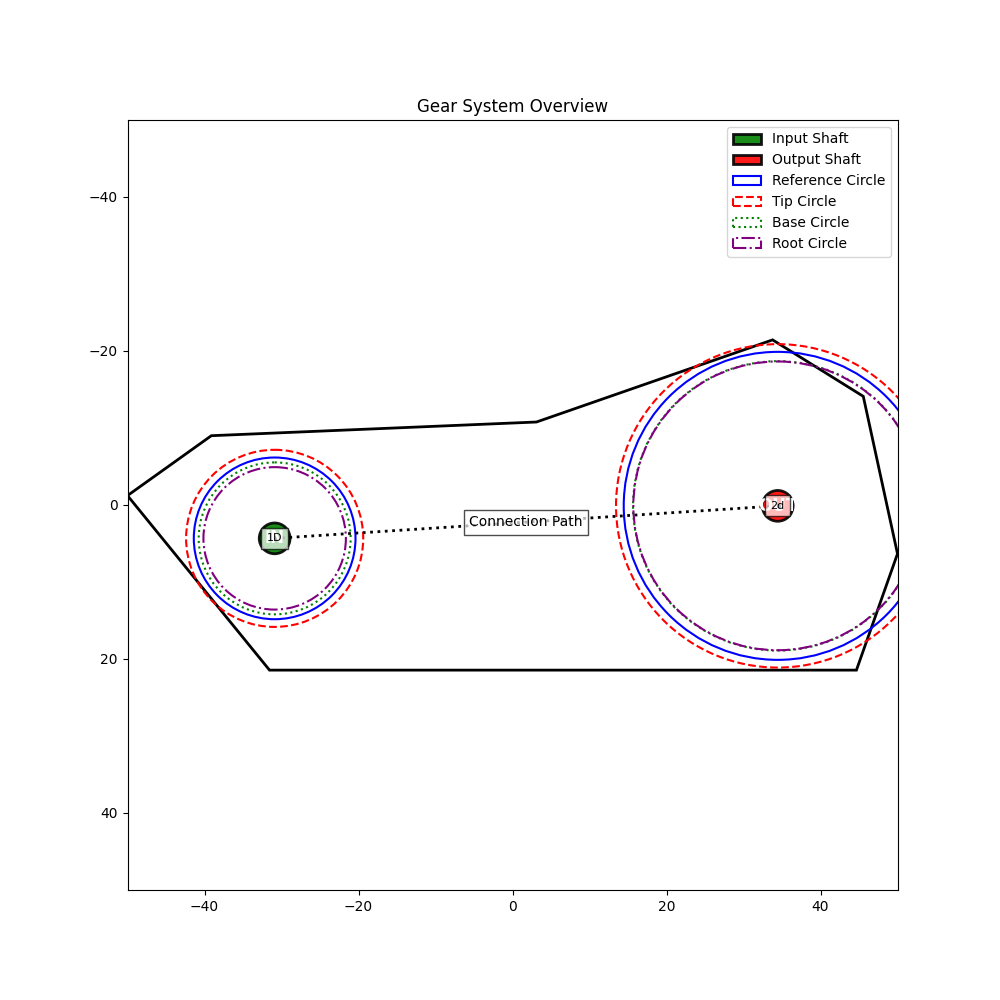 Gear System Overview
Input Shaft
Output Shaft
Reference Circle
Tip Circle
Base Circle
Root Circle
−40
−20
0
20
40
1D
Connection Path
2d
−40
−20
0
20
40